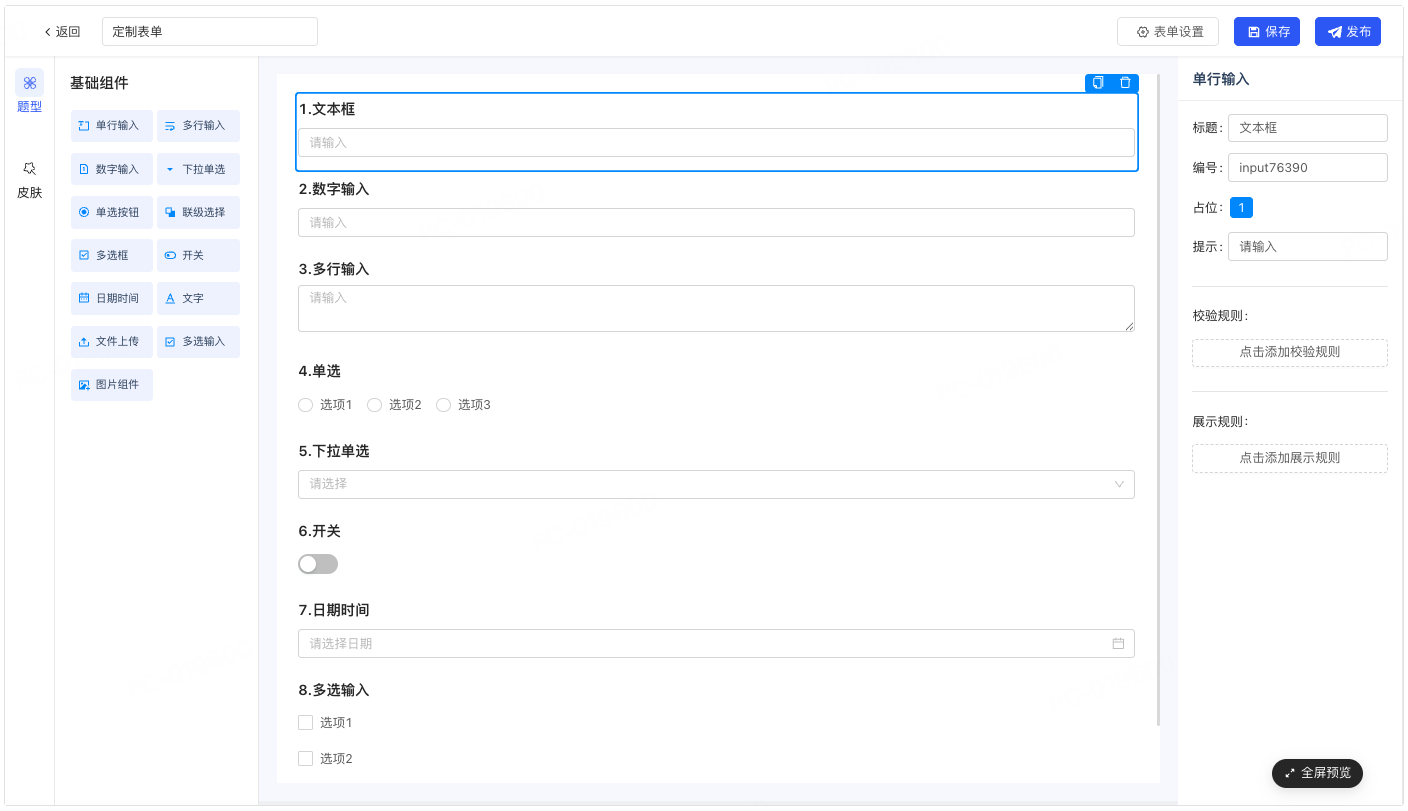 返回
定制表单
表单设置
保存
发布
题型
皮肤
基础组件
单行输入
多行输入
数字输入
下拉单选
单选按钮
联级选择
多选框
开关
日期时间
文字
文件上传
多选输入
图片组件
1.文本框
请输入
2.数字输入
请输入
3.多行输入
请输入
4.单选
选项1 选项2 选项3
5.下拉单选
请选择
6.开关
7.日期时间
请选择日期
8.多选输入
选项1
选项2
单行输入
标题: 文本框
编号: input76390
占位: 1
提示: 请输入
校验规则:
点击添加校验规则
展示规则:
点击添加展示规则
全屏预览